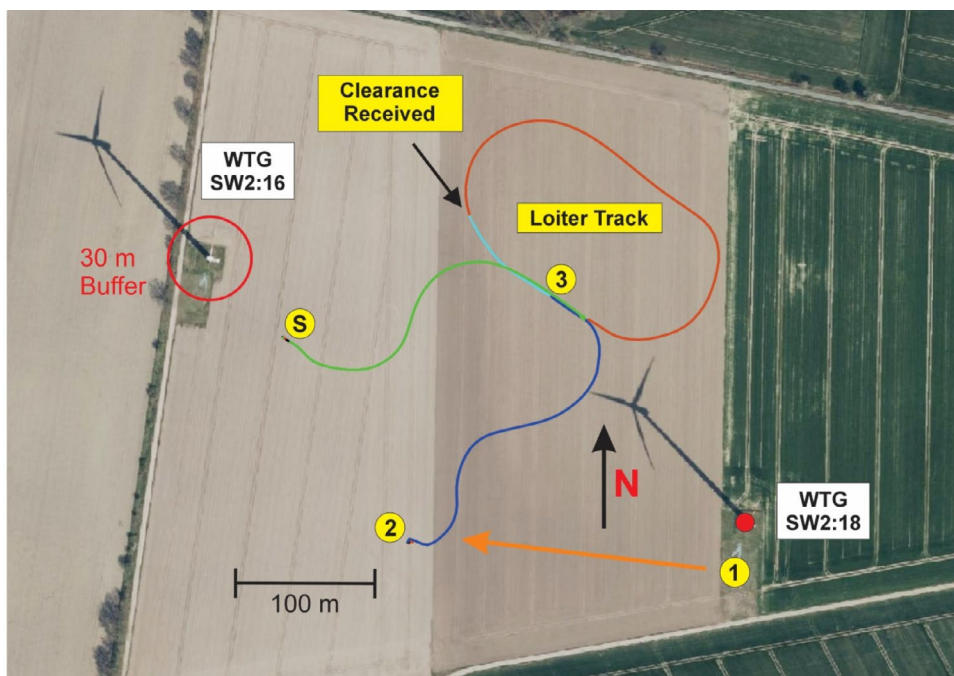 Clearance
Received
WTG
SW2:16
Loiter Track
30 m
Buffer
3
S
N
WTG
SW2:18
2
1
100 m